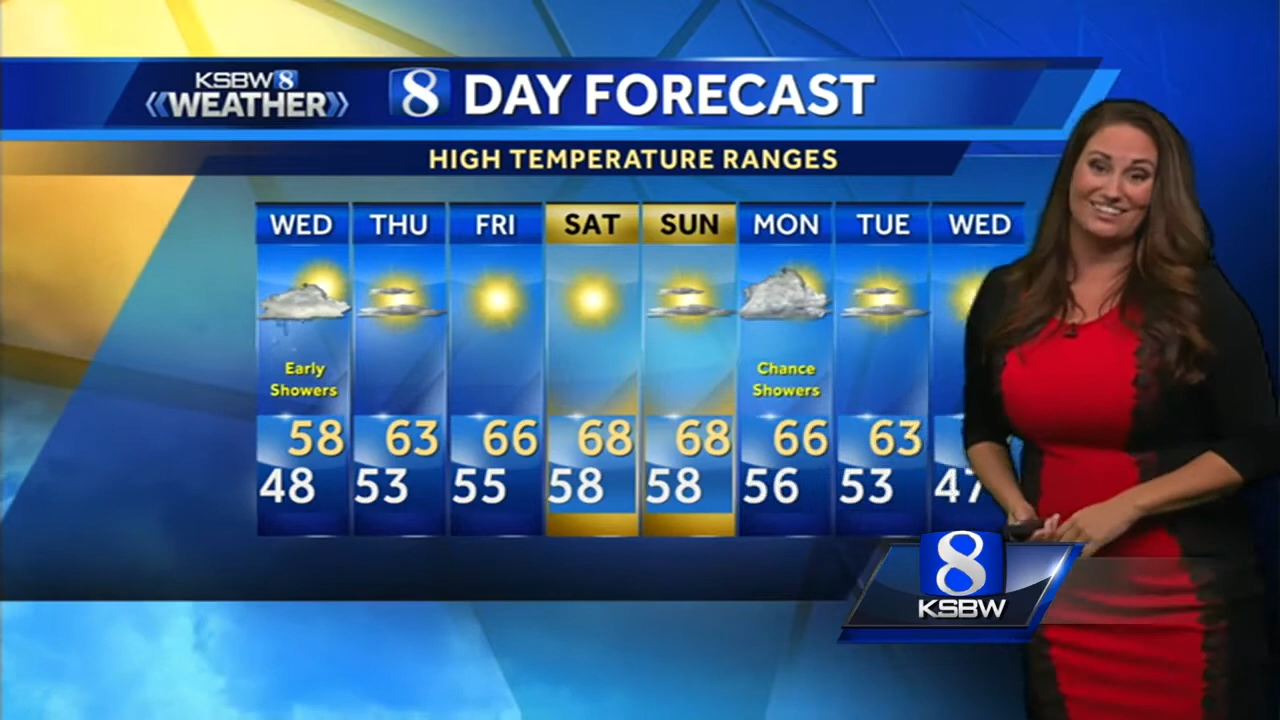 KSBW 8
WEATHER
8 DAY FORECAST
HIGH TEMPERATURE RANGES
WED THU FRI SAT SUN MON TUE WED
Early Chance
Showers Showers
58 63 66 68 68 66 63
48 53 55 58 58 56 53 47
8
KSBW